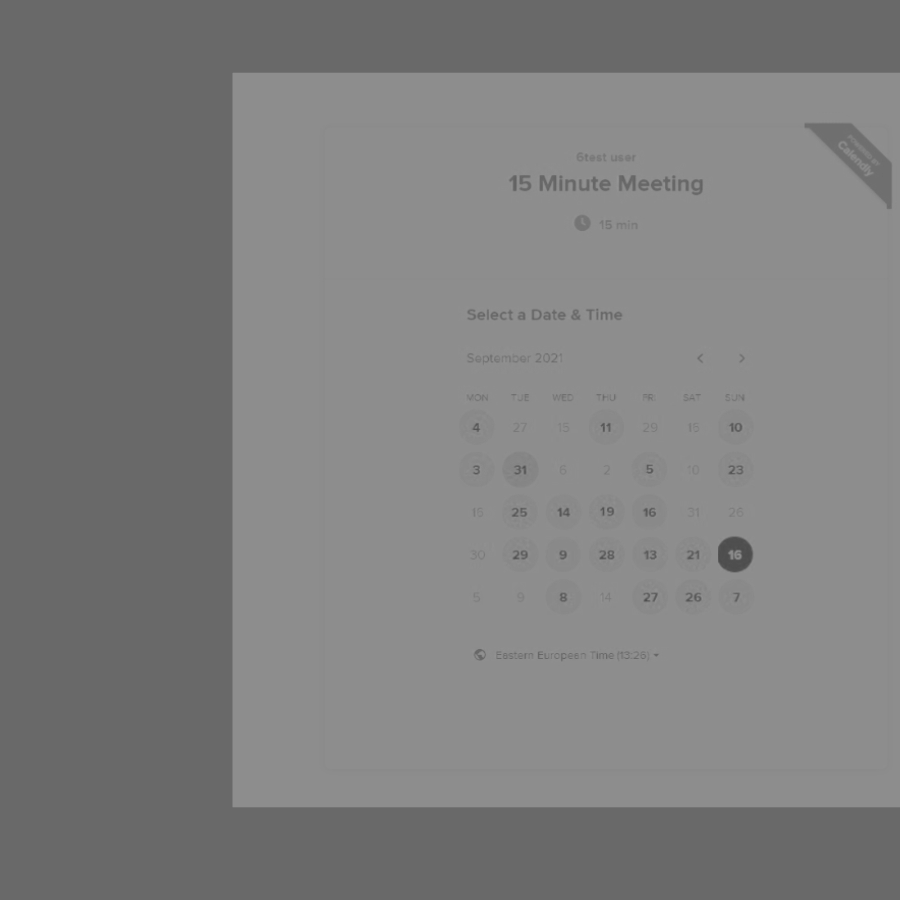 POWERED BY
Calendly
6test user
15 Minute Meeting
15 min
Select a Date & Time
September 2021
MON TUE WED THU FRI SAT SUN
4 27 15 11 29 15 10
3 31 6 2 5 10 23
15 25 14 19 16 31 26
30 29 9 28 13 21 16
5 9 8 14 27 26 7
Eastern European Time (13:26)